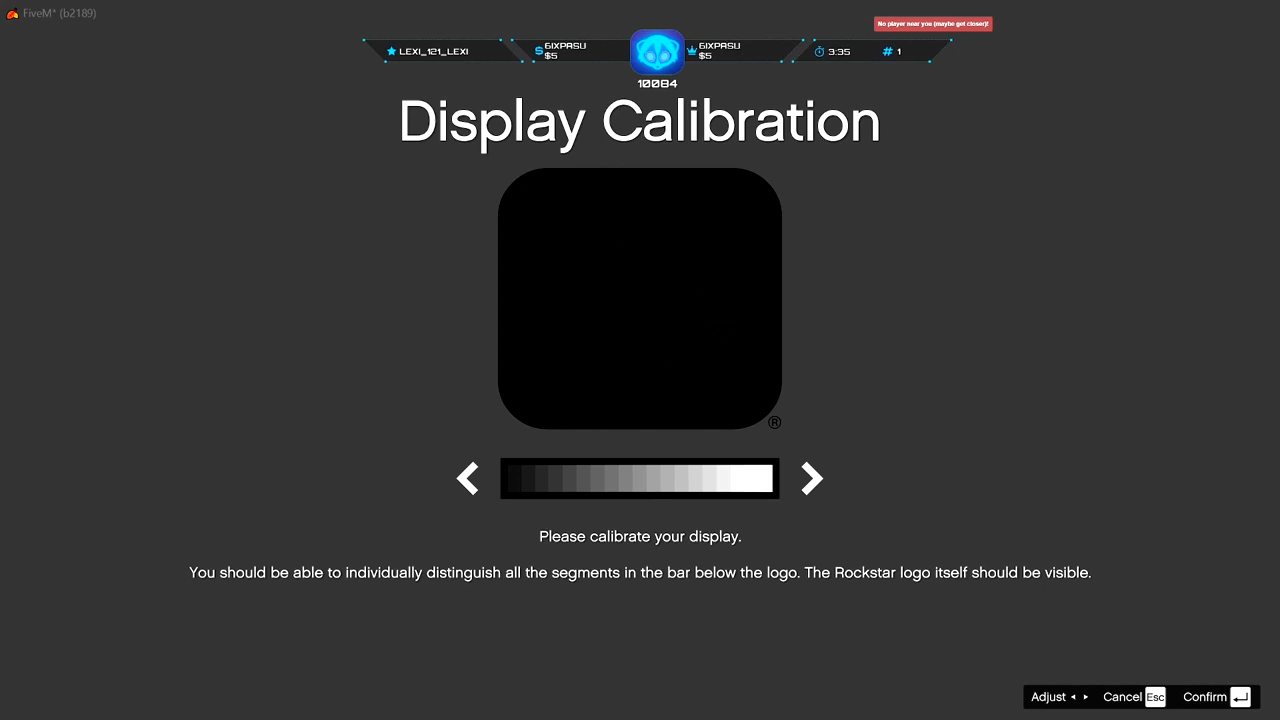 FiveM* (b2189)
No player near you (maybe get closer)!
LEXI_121_LEXI
6IXPASU
$5
6IXPASU
$5
3:35
# 1
10084
Display Calibration
®
Please calibrate your display.
You should be able to individually distinguish all the segments in the bar below the logo. The Rockstar logo itself should be visible.
Adjust Cancel Esc Confirm